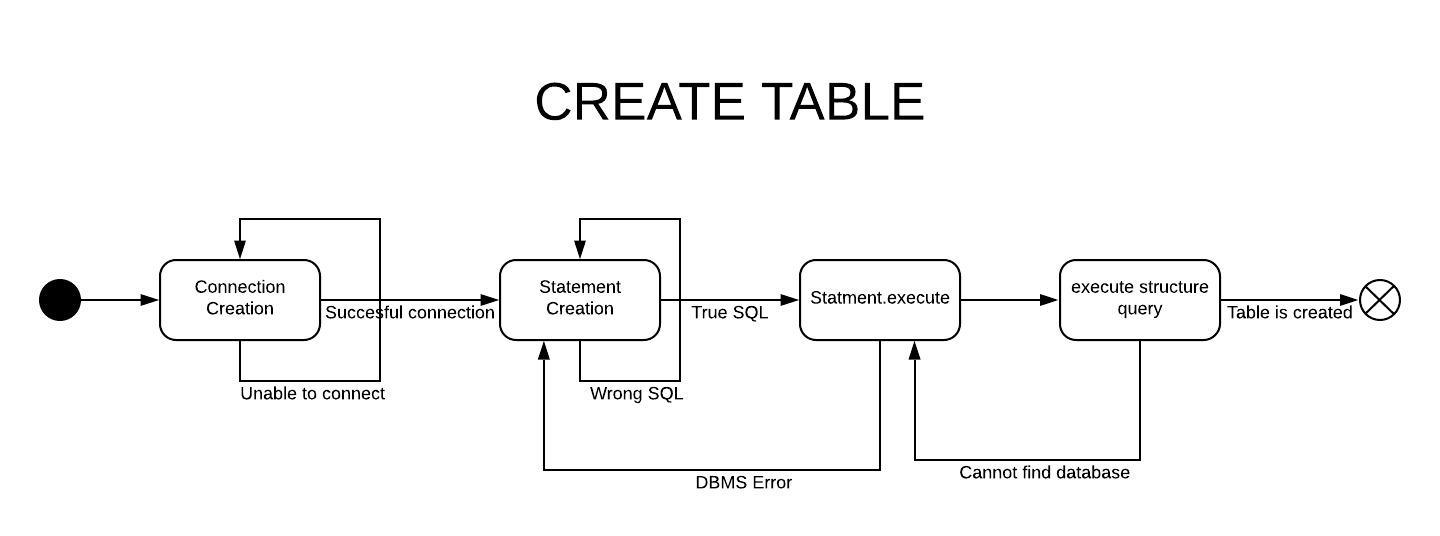 CREATE TABLE
Connection
Creation
Succesful connection
Unable to connect
Statement
Creation
True SQL
Wrong SQL
Statment.execute
DBMS Error
execute structure
query
Cannot find database
Table is created